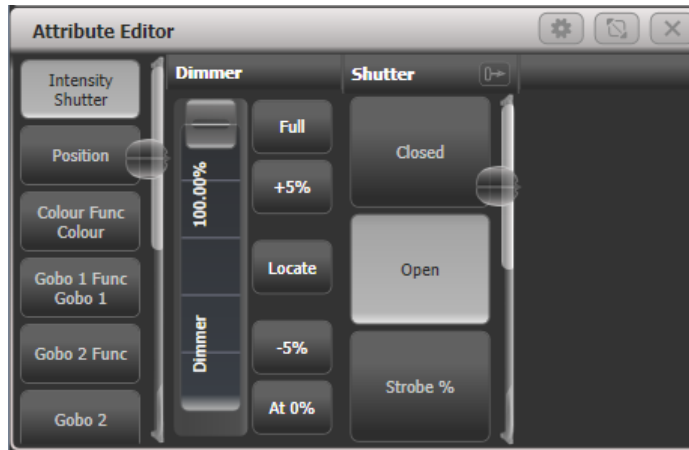 Attribute Editor
Intensity
Shutter
Position
Colour Func
Colour
Gobo 1 Func
Gobo 1
Gobo 2 Func
Gobo 2
Dimmer
100.00%
Dimmer
Full
+5%
Locate
-5%
At 0%
Shutter
Closed
Open
Strobe %